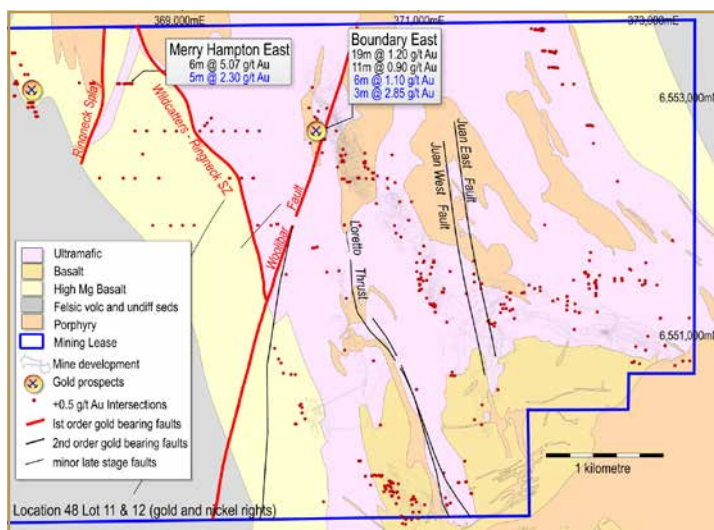 369,000mE
371,000mE
373,000mE
Merry Hampton East
6m @ 5.07 g/t Au
5m @ 2.30 g/t Au
Boundary East
19m @ 1.20 g/t Au
11m @ 0.90 g/t Au
6m @ 1.10 g/t Au
3m @ 2.85 g/t Au
6,553,000mN
Ringneck Splay
Wildcatters - Ringneck SZ
Woolibar Fault
Loretto Thrust
Juan West Fault
Juan East Fault
6,551,000mN
Ultramafic
Basalt
High Mg Basalt
Felsic volc and undiff seds
Porphyry
Mining Lease
Mine development
Gold prospects
+0.5 g/t Au Intersections
1st order gold bearing faults
2nd order gold bearing faults
minor late stage faults
1 kilometre
Location 48 Lot 11 & 12 (gold and nickel rights)